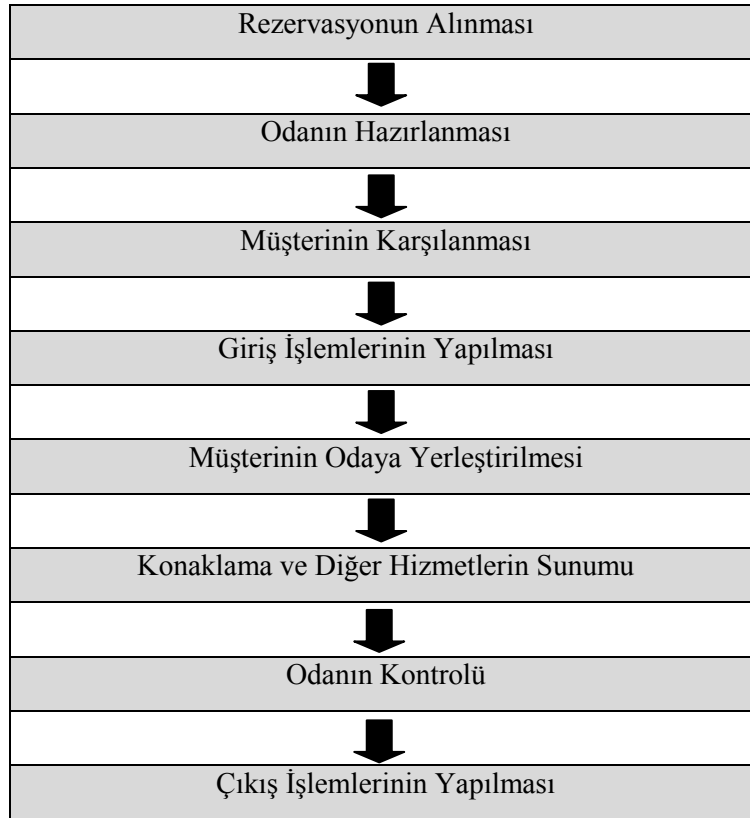 Rezervasyonun Alınması
Odanın Hazırlanması
Müşterinin Karşılanması
Giriş İşlemlerinin Yapılması
Müşterinin Odaya Yerleştirilmesi
Konaklama ve Diğer Hizmetlerin Sunumu
Odanın Kontrolü
Çıkış İşlemlerinin Yapılması